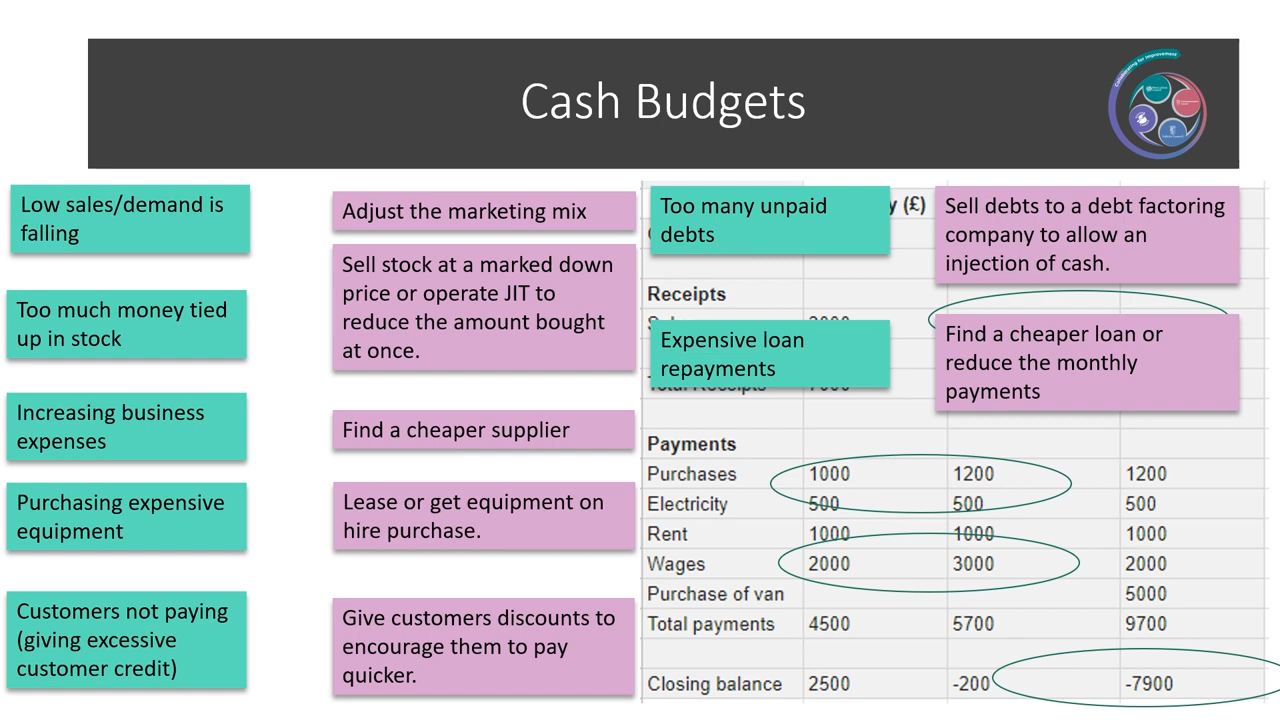 Cash Budgets
Collaborating for Improvement
Low sales/demand is
falling
Adjust the marketing mix
Too much money tied
up in stock
Sell stock at a marked down
price or operate JIT to
reduce the amount bought
at once.
Increasing business
expenses
Find a cheaper supplier
Purchasing expensive
equipment
Lease or get equipment on
hire purchase.
Customers not paying
(giving excessive
customer credit)
Give customers discounts to
encourage them to pay
quicker.
Too many unpaid
debts
Sell debts to a debt factoring
company to allow an
injection of cash.
Expensive loan
repayments
Find a cheaper loan or
reduce the monthly
payments
y (£)
Receipts
Total Receipts 7000
Payments
Purchases 1000 1200 1200
Electricity 500 500 500
Rent 1000 1000 1000
Wages 2000 3000 2000
Purchase of van 5000
Total payments 4500 5700 9700
Closing balance 2500 -200 -7900